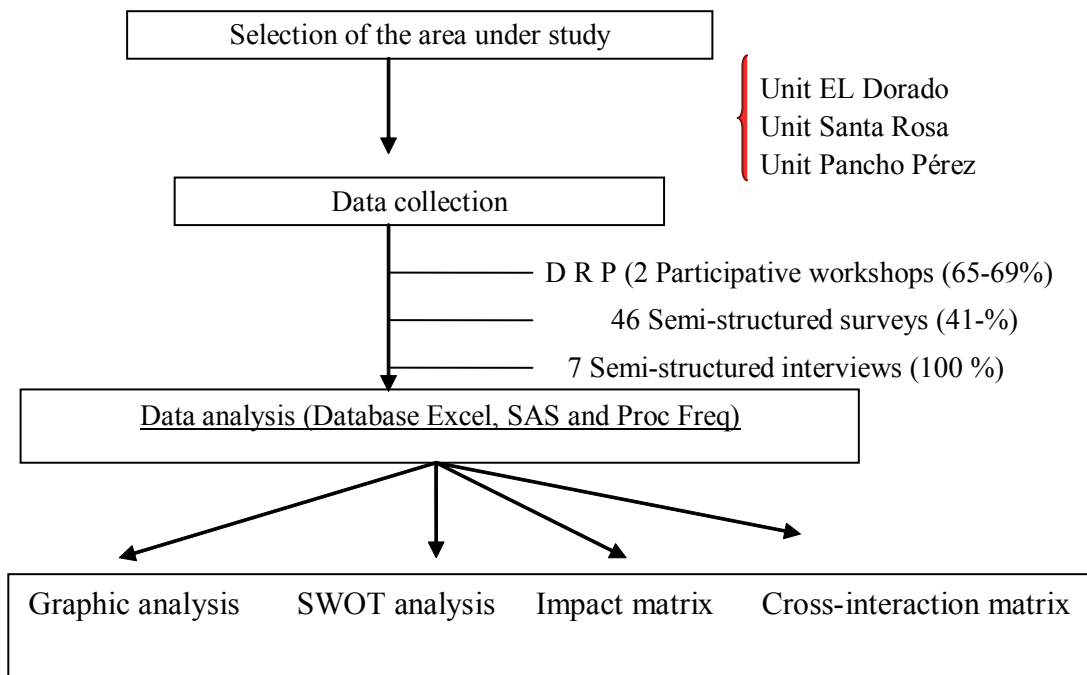 Selection of the area under study
Unit EL Dorado
Unit Santa Rosa
Unit Pancho Pérez
Data collection
D R P (2 Participative workshops (65-69%)
46 Semi-structured surveys (41-%)
7 Semi-structured interviews (100 %)
Data analysis (Database Excel, SAS and Proc Freq)
Graphic analysis SWOT analysis Impact matrix Cross-interaction matrix